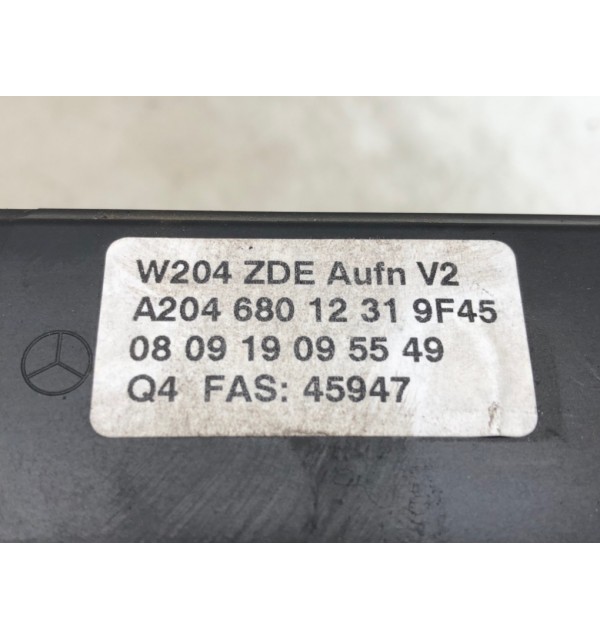 W204 ZDE Aufn V2
A204 680 12 31 9F45
08 09 19 09 55 49
Q4 FAS: 45947